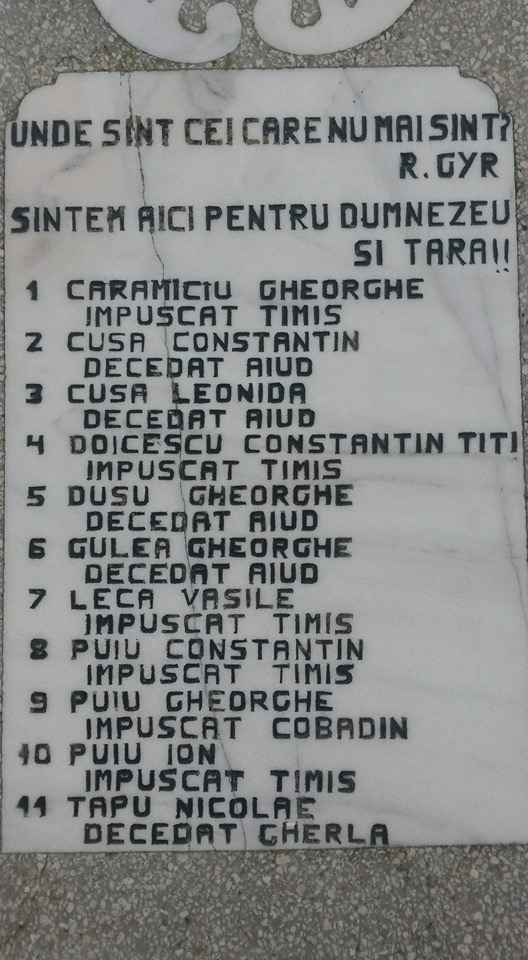 UNDE SINT CEI CARE NU MAI SINT?
R. GYR
SINTEM AICI PENTRU DUMNEZEU
SI TARA!!
1 CARAMICIU GHEORGHE
IMPUSCAT TIMIS
2 CUSA CONSTANTIN
DECEDAT AIUD
3 CUSA LEONIDA
DECEDAT AIUD
4 DOICESCU CONSTANTIN TITI
IMPUSCAT TIMIS
5 DUSU GHEORGHE
DECEDAT AIUD
6 GULEA GHEORGHE
DECEDAT AIUD
7 LECA VASILE
IMPUSCAT TIMIS
8 PUIU CONSTANTIN
IMPUSCAT TIMIS
9 PUIU GHEORGHE
IMPUSCAT COBADIN
10 PUIU ION
IMPUSCAT TIMIS
11 TAPU NICOLAE
DECEDAT GHERLA